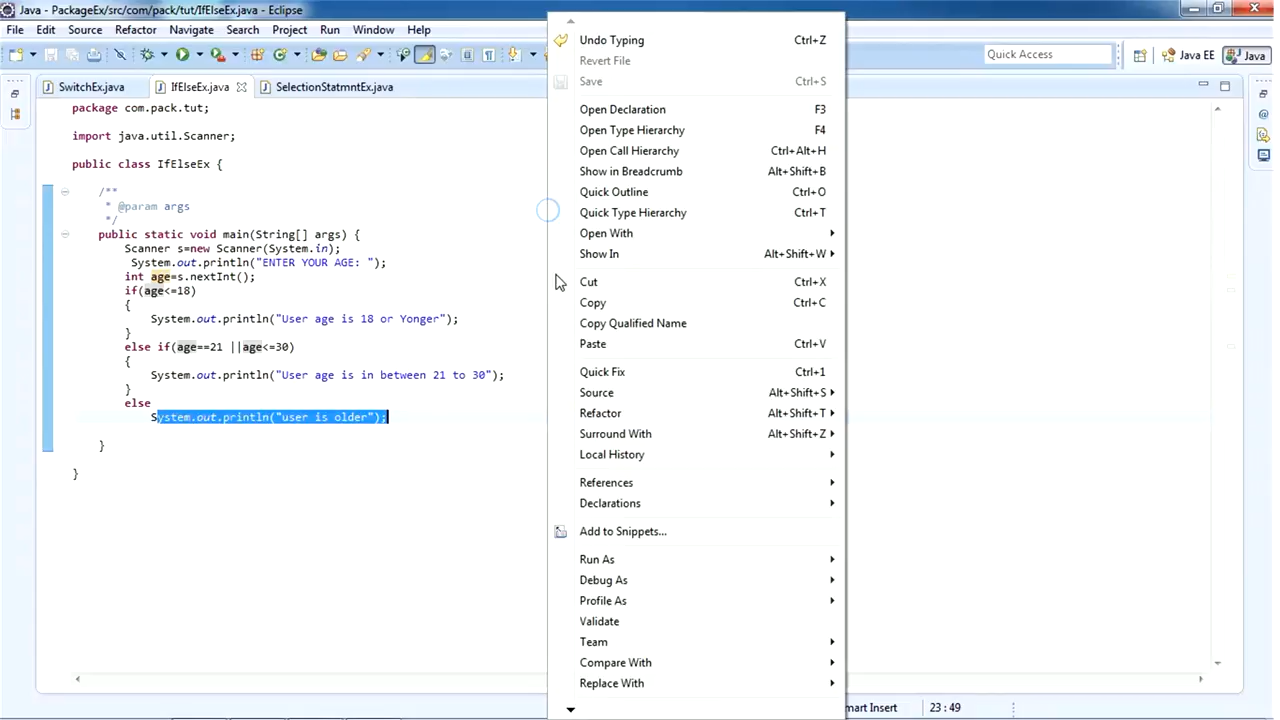 Java - PackageEx/src/com/pack/tut/IfElseEx.java - Eclipse
File Edit Source Refactor Navigate Search Project Run Window Help
Quick Access
Java EE
Java
SwitchEx.java
IfElseEx.java
SelectionStatmntEx.java
package com.pack.tut;
import java.util.Scanner;
public class IfElseEx {
/**
* @param args
*/
public static void main(String[] args) {
Scanner s=new Scanner(System.in);
System.out.println("ENTER YOUR AGE: ");
int age=s.nextInt();
if(age<=18)
{
System.out.println("User age is 18 or Yonger");
}
else if(age==21 ||age<=30)
{
System.out.println("User age is in between 21 to 30");
}
else
System.out.println("user is older");
}
}
Undo Typing Ctrl+Z
Revert File
Save Ctrl+S
Open Declaration F3
Open Type Hierarchy F4
Open Call Hierarchy Ctrl+Alt+H
Show in Breadcrumb Alt+Shift+B
Quick Outline Ctrl+O
Quick Type Hierarchy Ctrl+T
Open With
Show In Alt+Shift+W
Cut Ctrl+X
Copy Ctrl+C
Copy Qualified Name
Paste Ctrl+V
Quick Fix Ctrl+1
Source Alt+Shift+S
Refactor Alt+Shift+T
Surround With Alt+Shift+Z
Local History
References
Declarations
Add to Snippets...
Run As
Debug As
Profile As
Validate
Team
Compare With
Replace With
mart Insert
23 : 49